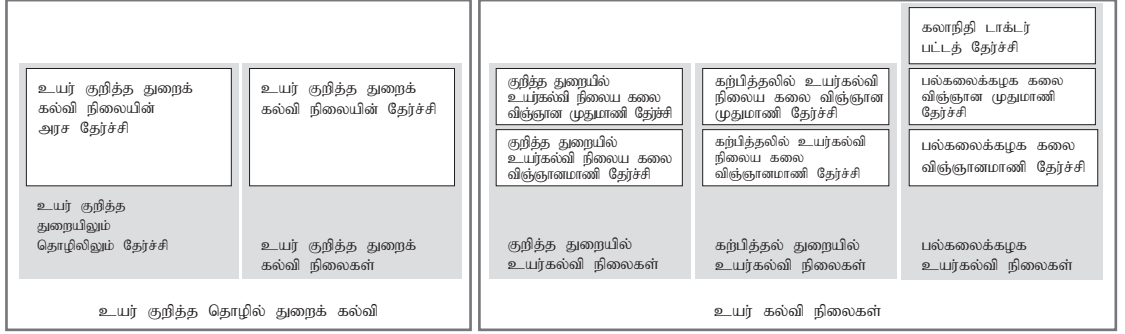 உயர் குறித்த துறைக்
கல்வி நிலையின்
அரச தேர்ச்சி
உயர் குறித்த
துறையிலும்
தொழிலிலும் தேர்ச்சி
உயர் குறித்த துறைக்
கல்வி நிலையின் தேர்ச்சி
உயர் குறித்த துறைக்
கல்வி நிலைகள்
உயர் குறித்த தொழில் துறைக் கல்வி
குறித்த துறையில்
உயர்கல்வி நிலைய கலை
விஞ்ஞான முதுமாணி தேர்ச்சி
குறித்த துறையில்
உயர்கல்வி நிலைய கலை
விஞ்ஞானமாணி தேர்ச்சி
குறித்த துறையில்
உயர்கல்வி நிலைகள்
கற்பித்தலில் உயர்கல்வி
நிலைய கலை விஞ்ஞான
முதுமாணி தேர்ச்சி
கற்பித்தலில் உயர்கல்வி
நிலைய கலை
விஞ்ஞானமாணி தேர்ச்சி
கற்பித்தல் துறையில்
உயர்கல்வி நிலைகள்
கலாநிதி டாக்டர்
பட்டத் தேர்ச்சி
பல்கலைக்கழக கலை
விஞ்ஞான முதுமாணி
தேர்ச்சி
பல்கலைக்கழக கலை
விஞ்ஞானமாணி தேர்ச்சி
பல்கலைக்கழக
உயர்கல்வி நிலைகள்
உயர் கல்வி நிலைகள்